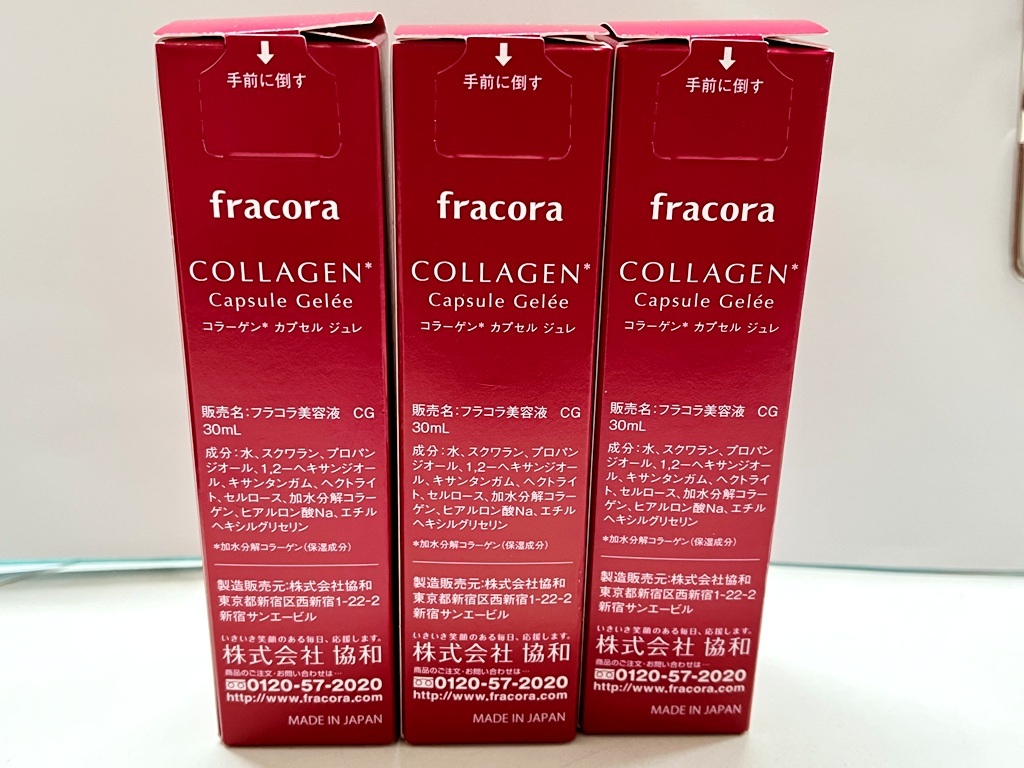 手前に倒す
fracora
COLLAGEN*
Capsule Gelée
コラーゲン* カプセル ジュレ
販売名:フラコラ美容液 CG
30mL
成分:水、スクワラン、プロパン
ジオール、1,2ーヘキサンジオー
ル、キサンタンガム、ヘクトライ
ト、セルロース、加水分解コラー
ゲン、ヒアルロン酸Na、エチル
ヘキシルグリセリン
*加水分解コラーゲン(保湿成分)
製造販売元:株式会社協和
東京都新宿区西新宿1-22-2
新宿サンエービル
いきいき笑顔のある毎日、応援します。
株式会社 協和
商品のご注文・お問い合わせは…
0120-57-2020
http://www.fracora.com
MADE IN JAPAN
手前に倒す
fracora
COLLAGEN*
Capsule Gelée
コラーゲン* カプセル ジュレ
販売名:フラコラ美容液 CG
30mL
成分:水、スクワラン、プロパン
ジオール、1,2ーヘキサンジオー
ル、キサンタンガム、ヘクトライ
ト、セルロース、加水分解コラー
ゲン、ヒアルロン酸Na、エチル
ヘキシルグリセリン
*加水分解コラーゲン(保湿成分)
製造販売元:株式会社協和
東京都新宿区西新宿1-22-2
新宿サンエービル
いきいき笑顔のある毎日、応援します。
株式会社 協和
商品のご注文・お問い合わせは…
0120-57-2020
http://www.fracora.com
MADE IN JAPAN
手前に倒す
fracora
COLLAGEN*
Capsule Gelée
コラーゲン* カプセル ジュレ
販売名:フラコラ美容液 CG
30mL
成分:水、スクワラン、プロパン
ジオール、1,2ーヘキサンジオー
ル、キサンタンガム、ヘクトライ
ト、セルロース、加水分解コラー
ゲン、ヒアルロン酸Na、エチル
ヘキシルグリセリン
*加水分解コラーゲン(保湿成分)
製造販売元:株式会社協和
東京都新宿区西新宿1-22-2
新宿サンエービル
いきいき笑顔のある毎日、応援します。
株式会社 協和
商品のご注文・お問い合わせは…
0120-57-2020
http://www.fracora.com
MADE IN JAPAN